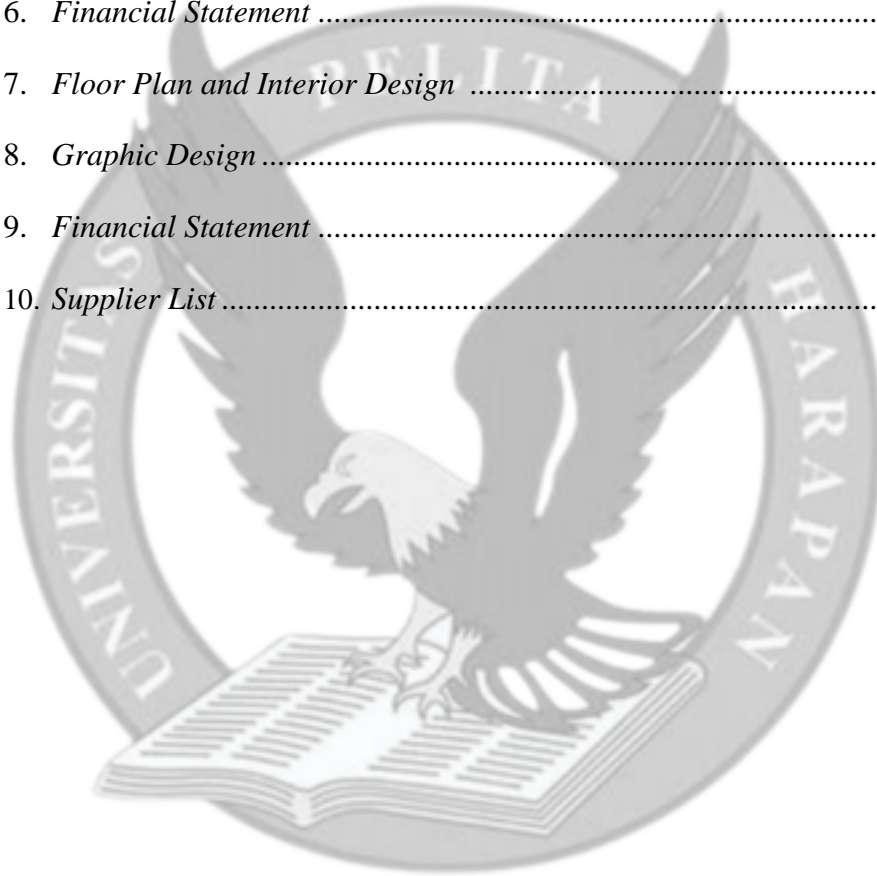 6. Financial Statement ........................................................................
7. Floor Plan and Interior Design ....................................................
8. Graphic Design ................................................................................
9. Financial Statement ........................................................................
10. Supplier List .....................................................................................
UNIVERSITAS PELITA HARAPAN